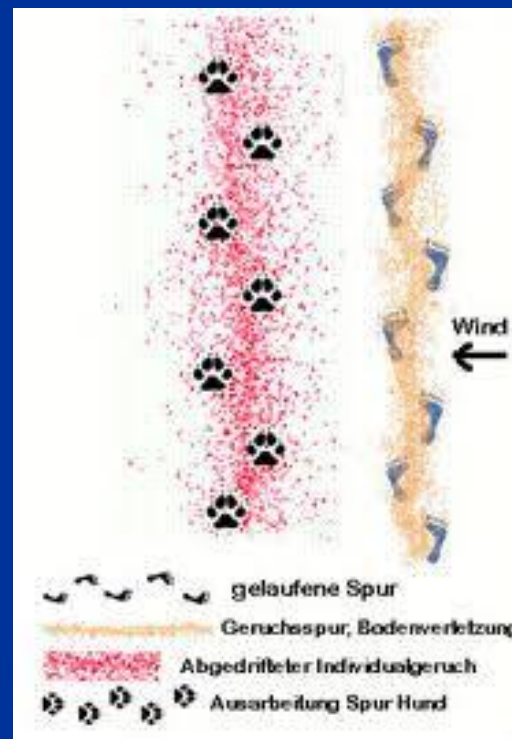 Wind
gelaufene Spur
Geruchsspur, Bodenverletzung
Abgedrifteter Individualgeruch
Ausarbeitung Spur Hund